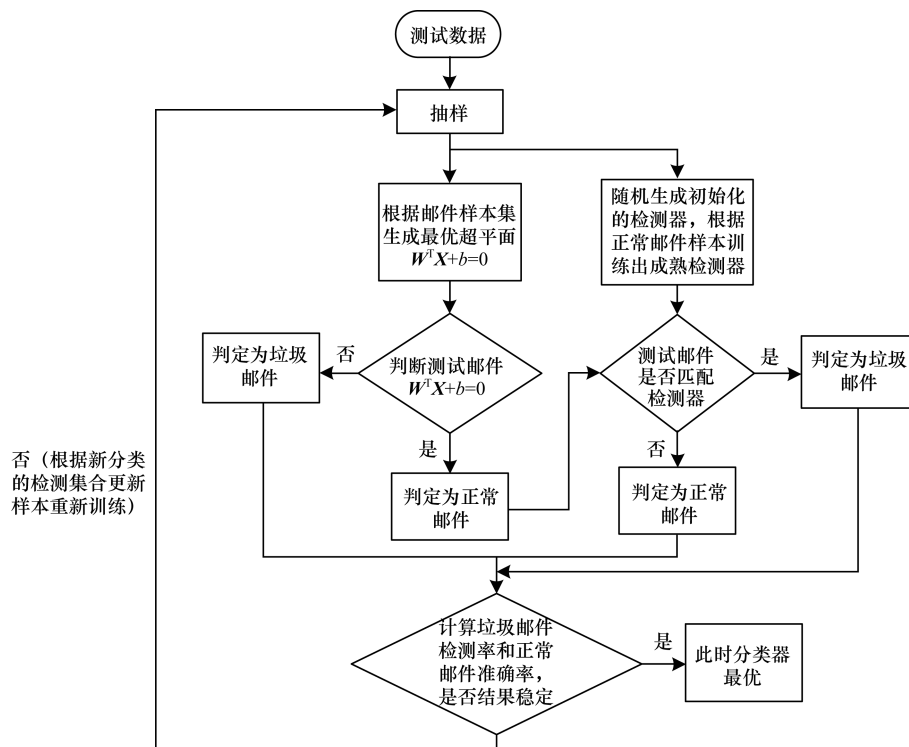 测试数据
抽样
根据邮件样本集
生成最优超平面
WᵀX+b=0
随机生成初始化
的检测器，根据
正常邮件样本训
练出成熟检测器
判定为垃圾
邮件
否
判断测试邮件
WᵀX+b=0
测试邮件
是否匹配
检测器
是
判定为垃圾
邮件
是
否
判定为正常
邮件
判定为正常
邮件
否（根据新分类
的检测集合更新
样本重新训练）
计算垃圾邮件
检测率和正常
邮件准确率，
是否结果稳定
是
此时分类器
最优